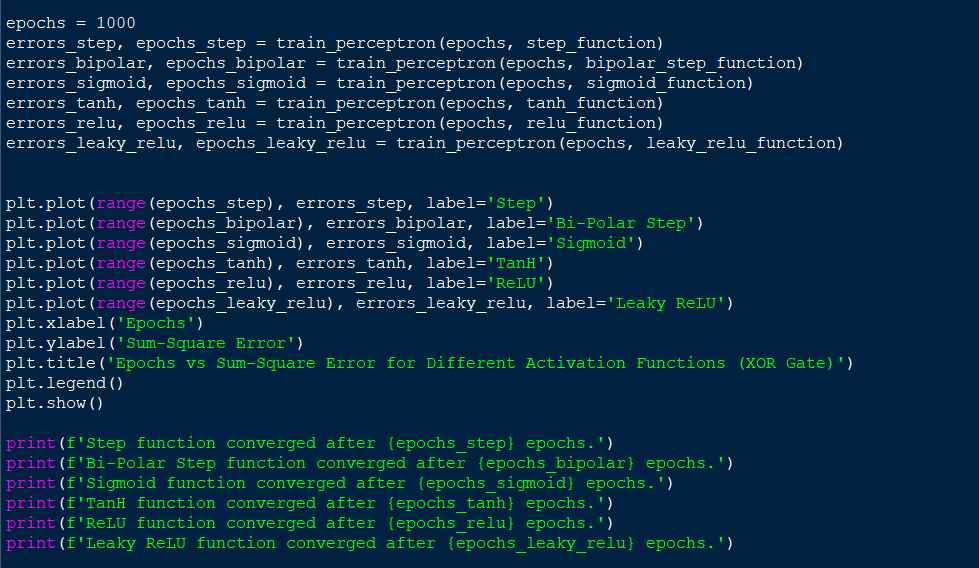 epochs = 1000
errors_step, epochs_step = train_perceptron(epochs, step_function)
errors_bipolar, epochs_bipolar = train_perceptron(epochs, bipolar_step_function)
errors_sigmoid, epochs_sigmoid = train_perceptron(epochs, sigmoid_function)
errors_tanh, epochs_tanh = train_perceptron(epochs, tanh_function)
errors_relu, epochs_relu = train_perceptron(epochs, relu_function)
errors_leaky_relu, epochs_leaky_relu = train_perceptron(epochs, leaky_relu_function)
plt.plot(range(epochs_step), errors_step, label='Step')
plt.plot(range(epochs_bipolar), errors_bipolar, label='Bi-Polar Step')
plt.plot(range(epochs_sigmoid), errors_sigmoid, label='Sigmoid')
plt.plot(range(epochs_tanh), errors_tanh, label='TanH')
plt.plot(range(epochs_relu), errors_relu, label='ReLU')
plt.plot(range(epochs_leaky_relu), errors_leaky_relu, label='Leaky ReLU')
plt.xlabel('Epochs')
plt.ylabel('Sum-Square Error')
plt.title('Epochs vs Sum-Square Error for Different Activation Functions (XOR Gate)')
plt.legend()
plt.show()
print(f'Step function converged after {epochs_step} epochs.')
print(f'Bi-Polar Step function converged after {epochs_bipolar} epochs.')
print(f'Sigmoid function converged after {epochs_sigmoid} epochs.')
print(f'TanH function converged after {epochs_tanh} epochs.')
print(f'ReLU function converged after {epochs_relu} epochs.')
print(f'Leaky ReLU function converged after {epochs_leaky_relu} epochs.')